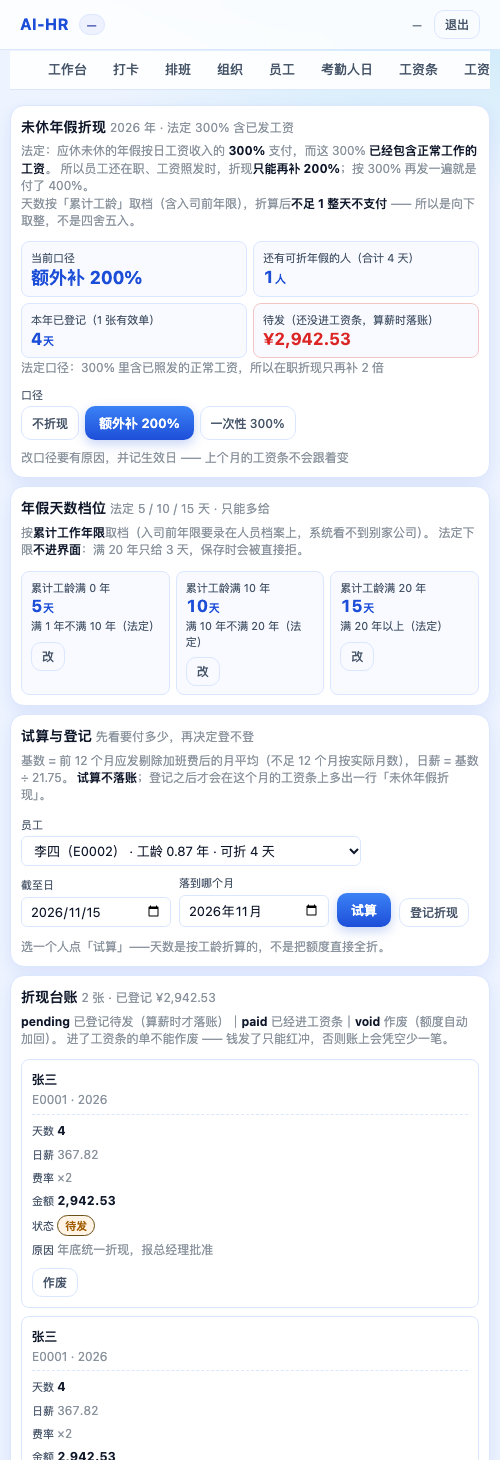 AI-HR
—
—
退出
工作台 打卡 排班 组织 员工 考勤人日 工资条 工资
未休年假折现 2026 年 · 法定 300% 含已发工资
法定：应休未休的年假按日工资收入的 300% 支付，而这 300% 已经包含正常工作的
工资。 所以员工还在职、工资照发时，折现只能再补 200%；按 300% 再发一遍就是
付了 400%。
天数按「累计工龄」取档（含入司前年限），折算后不足 1 整天不支付 —— 所以是向下
取整，不是四舍五入。
当前口径
额外补 200%
还有可折年假的人（合计 4 天）
1人
本年已登记（1 张有效单）
4天
待发（还没进工资条，算薪时落账）
¥2,942.53
法定口径：300% 里含已照发的正常工资，所以在职折现只再补 2 倍
口径
不折现
额外补 200%
一次性 300%
改口径要有原因，并记生效日 —— 上个月的工资条不会跟着变
年假天数档位 法定 5 / 10 / 15 天 · 只能多给
按累计工作年限取档（入司前年限要录在人员档案上，系统看不到别家公司）。 法定下
限不进界面：满 20 年只给 3 天，保存时会被直接拒。
累计工龄满 0 年
5天
满 1 年不满 10 年（法定）
改
累计工龄满 10 年
10天
满 10 年不满 20 年（法
定）
改
累计工龄满 20 年
15天
满 20 年以上（法定）
改
试算与登记 先看要付多少，再决定登不登
基数 = 前 12 个月应发剔除加班费后的月平均（不足 12 个月按实际月数），日薪 = 基数
÷ 21.75。 试算不落账；登记之后才会在这个月的工资条上多出一行「未休年假折
现」。
员工
李四（E0002） · 工龄 0.87 年 · 可折 4 天
截至日
2026/11/15
落到哪个月
2026年11月
试算
登记折现
选一个人点「试算」——天数是按工龄折算的，不是把额度直接全折。
折现台账 2 张 · 已登记 ¥2,942.53
pending 已登记待发（算薪时才落账）｜paid 已经进工资条｜void 作废（额度自动
加回）。 进了工资条的单不能作废 —— 钱发了只能红冲，否则账上会凭空少一笔。
张三
E0001 · 2026
天数 4
日薪 367.82
费率 ×2
金额 2,942.53
状态 待发
原因 年底统一折现，报总经理批准
作废
张三
E0001 · 2026
天数 4
日薪 367.82
费率 ×2
金额 2,942.53